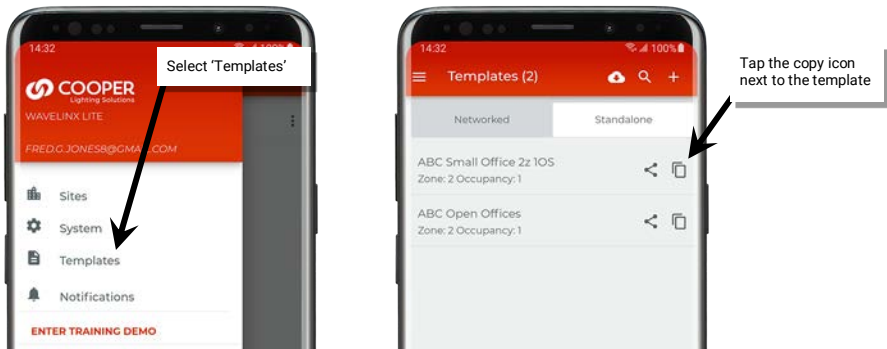 14:32
100%
Select ‘Templates’
COOPER
Lighting Solutions
WAVELINX LITE
FRED.G.JONES8@GMAIL.COM
Sites
System
Templates
Notifications
ENTER TRAINING DEMO
14:32
100%
Templates (2)
Networked
Standalone
ABC Small Office 2z 1OS
Zone: 2 Occupancy: 1
ABC Open Offices
Zone: 2 Occupancy: 1
Tap the copy icon
next to the template